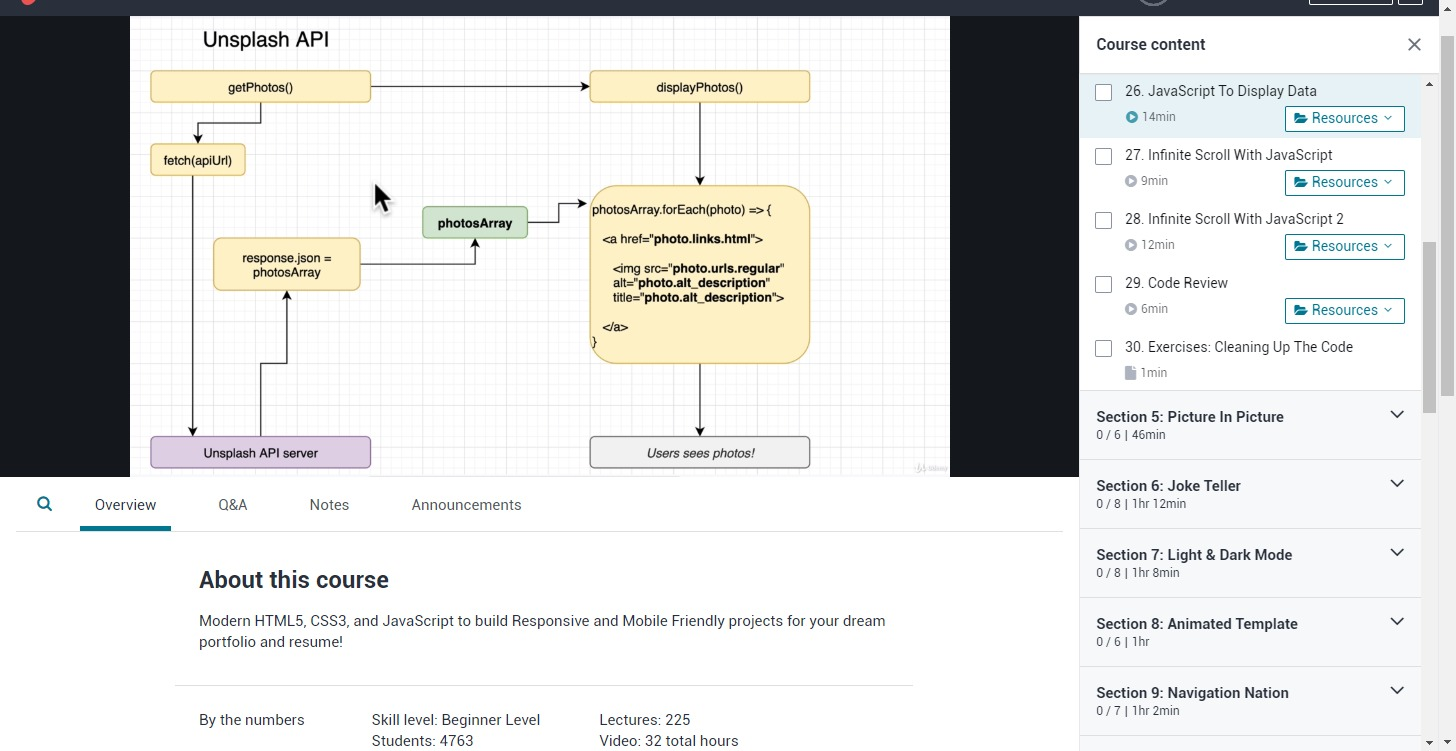 Unsplash API
getPhotos()
displayPhotos()
fetch(apiUrl)
photosArray
response.json =
photosArray
photosArray.forEach(photo) => {
<a href="photo.links.html">
<img src="photo.urls.regular"
alt="photo.alt_description"
title="photo.alt_description">
</a>
}
Unsplash API server
Users sees photos!
Udemy
Overview
Q&A
Notes
Announcements
About this course
Modern HTML5, CSS3, and JavaScript to build Responsive and Mobile Friendly projects for your dream
portfolio and resume!
By the numbers
Skill level: Beginner Level
Students: 4763
Lectures: 225
Video: 32 total hours
Course content
26. JavaScript To Display Data
14min
Resources
27. Infinite Scroll With JavaScript
9min
Resources
28. Infinite Scroll With JavaScript 2
12min
Resources
29. Code Review
6min
Resources
30. Exercises: Cleaning Up The Code
1min
Section 5: Picture In Picture
0 / 6 | 46min
Section 6: Joke Teller
0 / 8 | 1hr 12min
Section 7: Light & Dark Mode
0 / 8 | 1hr 8min
Section 8: Animated Template
0 / 6 | 1hr
Section 9: Navigation Nation
0 / 7 | 1hr 2min